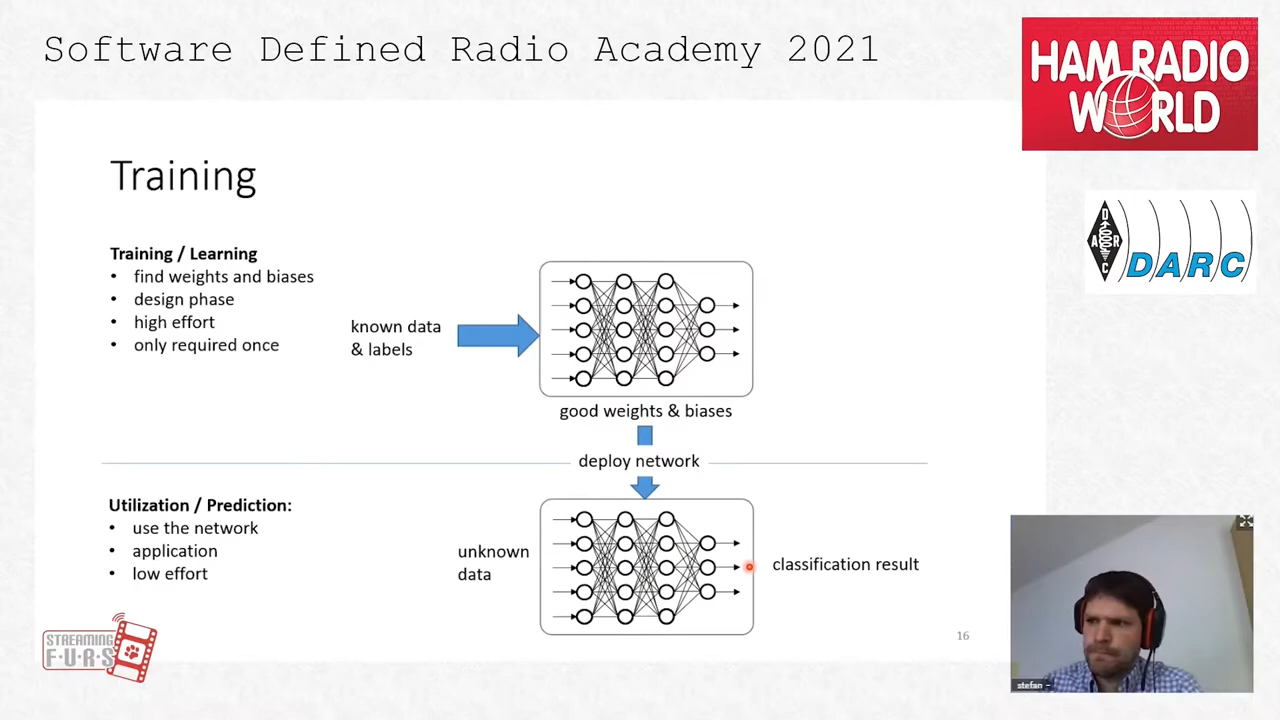 Software Defined Radio Academy 2021
HAM RADIO
WORLD
DARC
DARC
Training
Training / Learning
• find weights and biases
• design phase
• high effort
• only required once
known data
& labels
good weights & biases
deploy network
Utilization / Prediction:
• use the network
• application
• low effort
unknown
data
classification result
16
STREAMING
F·U·R·S
stefan –